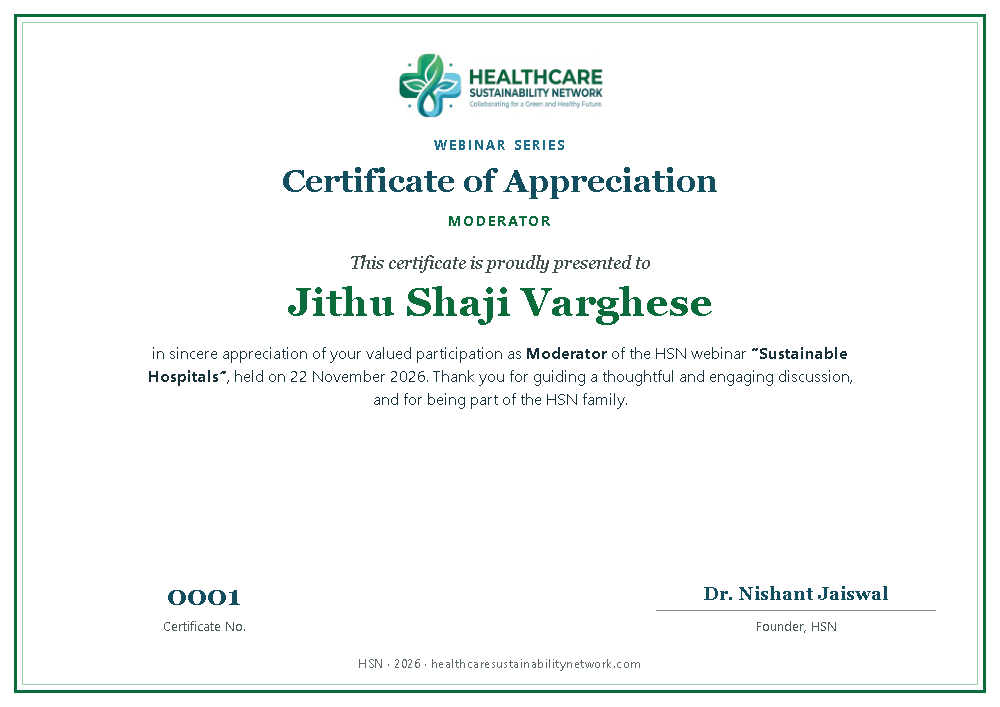 HEALTHCARE
SUSTAINABILITY NETWORK
Collaborating for a Green and Healthy Future.
WEBINAR SERIES
Certificate of Appreciation
MODERATOR
This certificate is proudly presented to
Jithu Shaji Varghese
in sincere appreciation of your valued participation as Moderator of the HSN webinar “Sustainable
Hospitals”, held on 22 November 2026. Thank you for guiding a thoughtful and engaging discussion,
and for being part of the HSN family.
0001
Certificate No.
Dr. Nishant Jaiswal
Founder, HSN
HSN · 2026 · healthcaresustainabilitynetwork.com